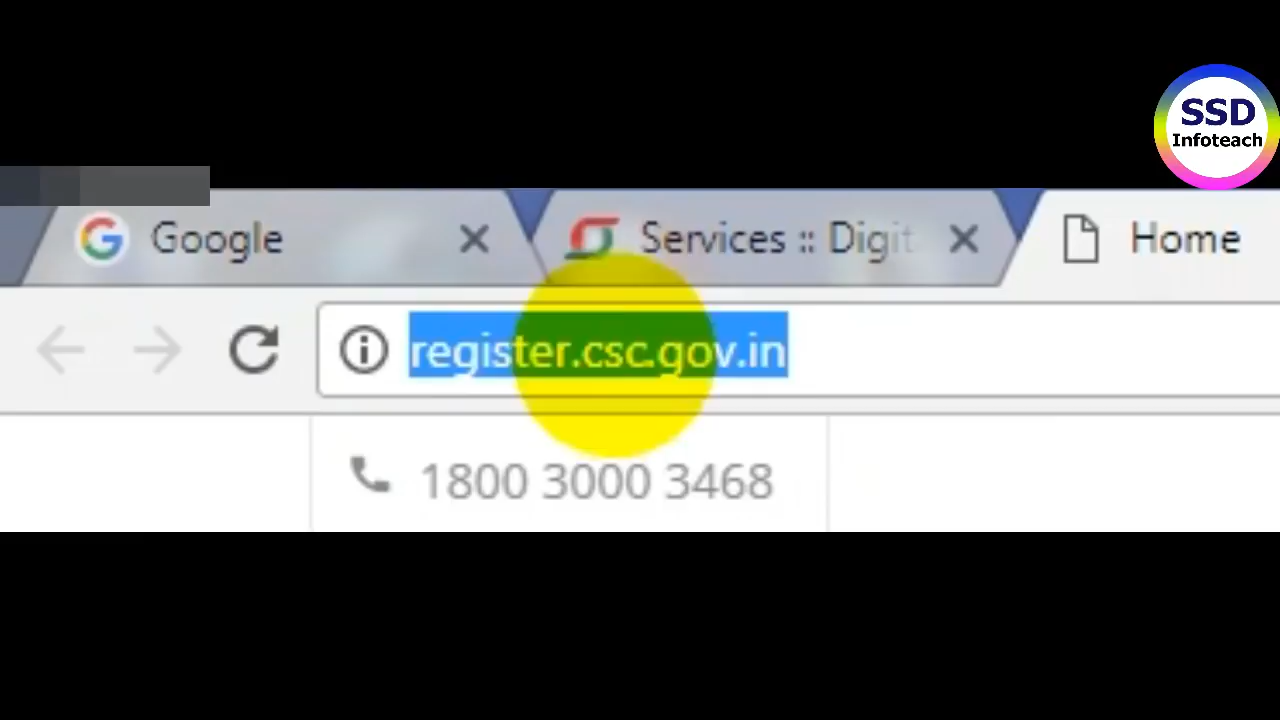 SSD
Infoteach
Google
Services :: Digit
Home
register.csc.gov.in
1800 3000 3468